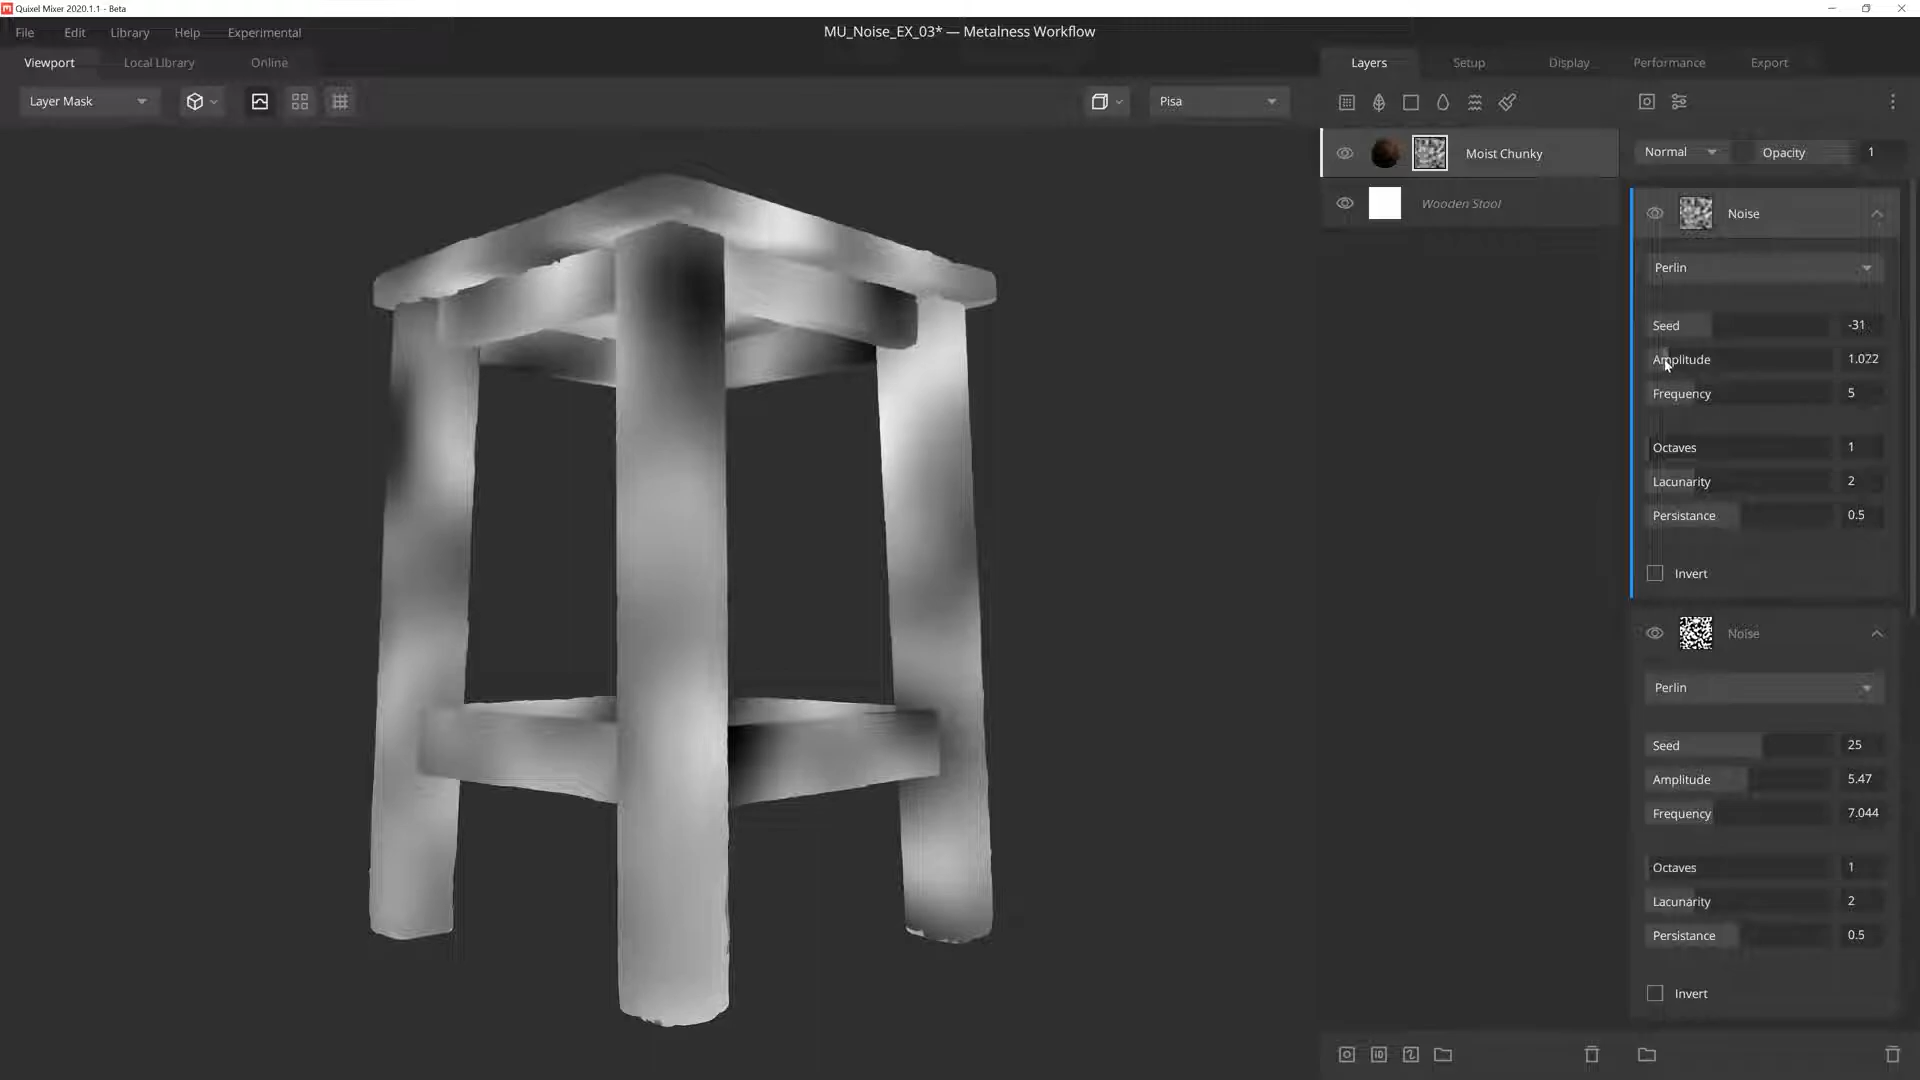 Quixel Mixer 2020.1.1 - Beta
File Edit Library Help Experimental
MU_Noise_EX_03* — Metalness Workflow
Viewport Local Library Online
Layers Setup Display Performance Export
Layer Mask
Pisa
Moist Chunky
Normal Opacity 1
Wooden Stool
Noise
Perlin
Seed -31
Amplitude 1.022
Frequency 5
Octaves 1
Lacunarity 2
Persistance 0.5
Invert
Noise
Perlin
Seed 25
Amplitude 5.47
Frequency 7.044
Octaves 1
Lacunarity 2
Persistance 0.5
Invert